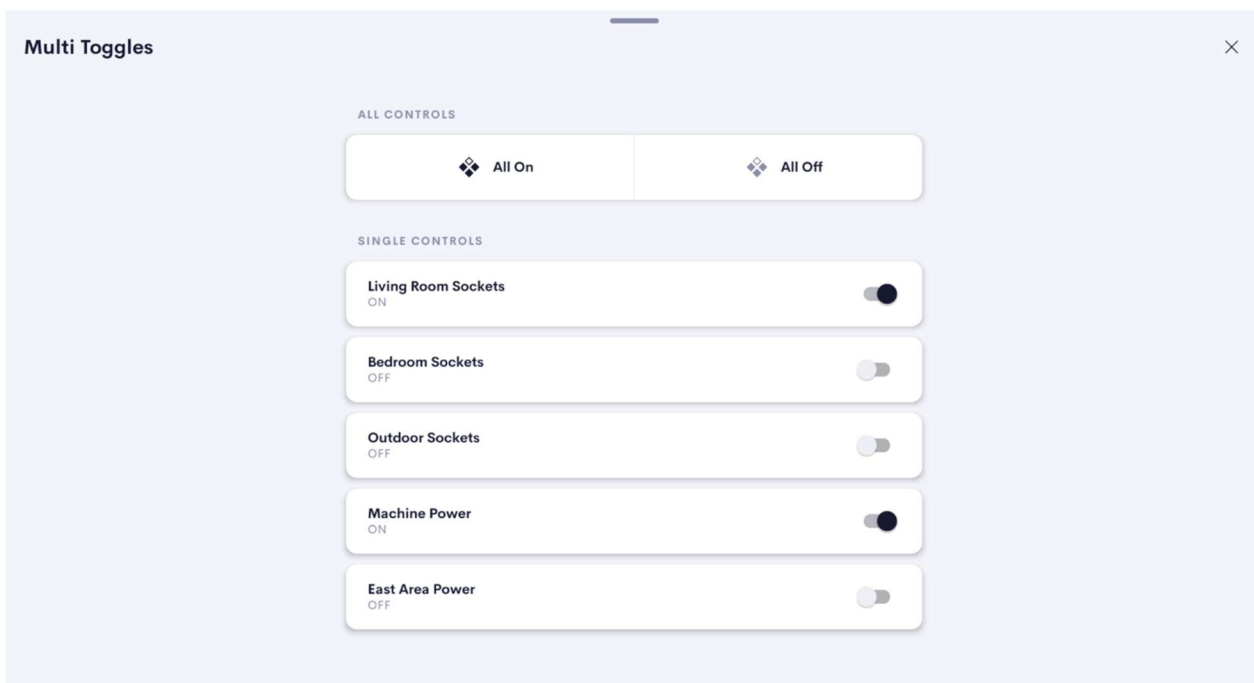 Multi Toggles
ALL CONTROLS
All On
All Off
SINGLE CONTROLS
Living Room Sockets
ON
Bedroom Sockets
OFF
Outdoor Sockets
OFF
Machine Power
ON
East Area Power
OFF